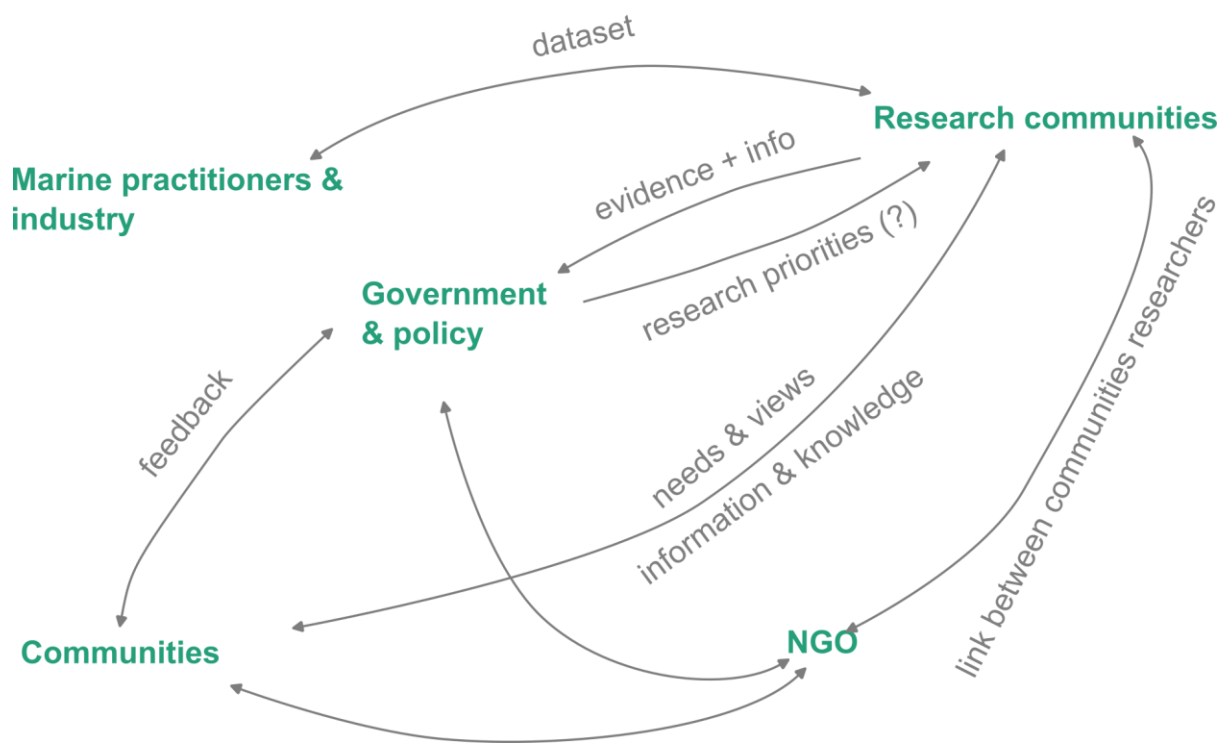 dataset
Research communities
evidence + info
Marine practitioners &
industry
research priorities (?)
Government
& policy
feedback
needs & views
information & knowledge
link between communities researchers
Communities
NGO